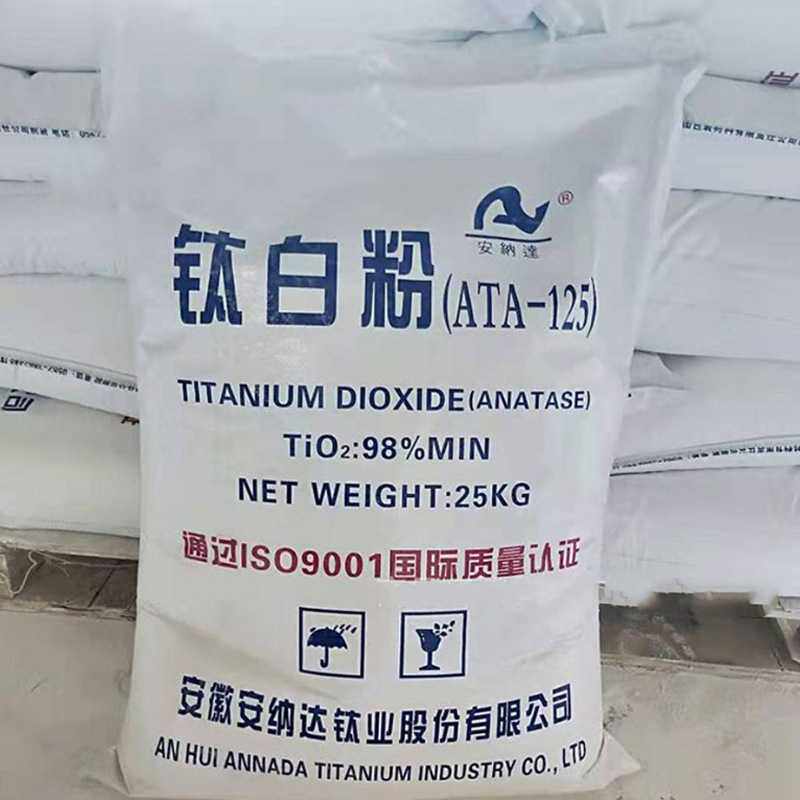 安納達®
钛白粉(ATA-125)
TITANIUM DIOXIDE(ANATASE)
TiO₂:98%MIN
NET WEIGHT:25KG
通过ISO9001国际质量认证
安徽安纳达钛业股份有限公司
AN HUI ANNADA TITANIUM INDUSTRY CO., LTD